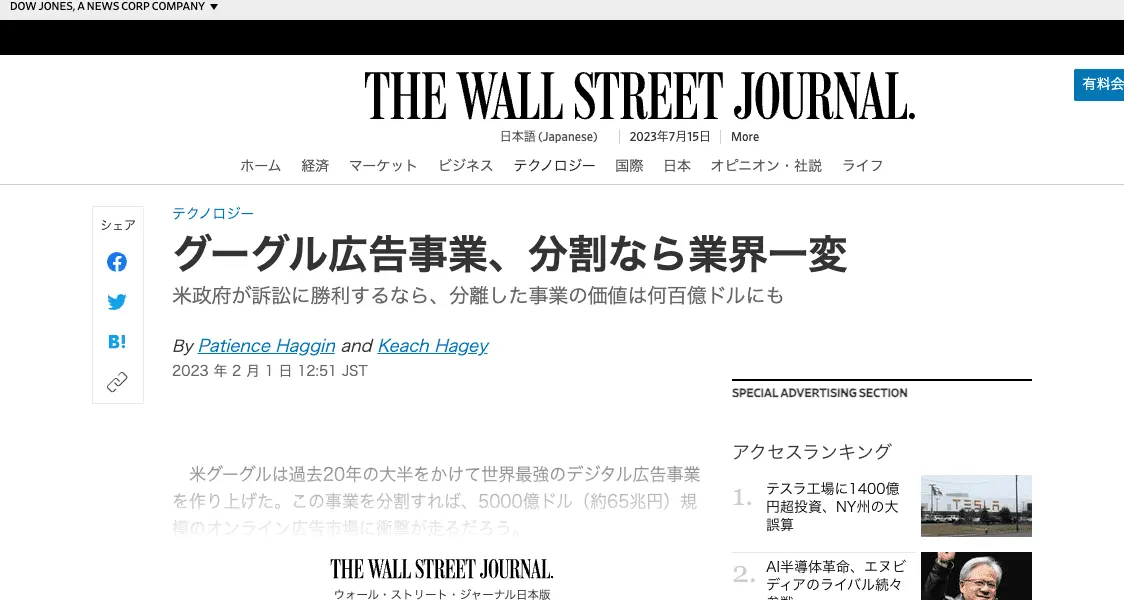 DOW JONES, A NEWS CORP COMPANY ▼
THE WALL STREET JOURNAL.
有料会
日本語 (Japanese)
2023年7月15日
More
ホーム 経済 マーケット ビジネス テクノロジー 国際 日本 オピニオン・社説 ライフ
シェア
テクノロジー
グーグル広告事業、分割なら業界一変
米政府が訴訟に勝利するなら、分離した事業の価値は何百億ドルにも
B!
By Patience Haggin and Keach Hagey
2023 年 2 月 1 日 12:51 JST
米グーグルは過去20年の大半をかけて世界最強のデジタル広告事業
を作り上げた。この事業を分割すれば、5000億ドル（約65兆円）規
模のオンライン広告市場に衝撃が走るだろう。
THE WALL STREET JOURNAL.
ウォール・ストリート・ジャーナル日本版
SPECIAL ADVERTISING SECTION
アクセスランキング
1.
テスラ工場に1400億
円超投資、NY州の大
誤算
TESLA
2.
AI半導体革命、エヌビ
ディアのライバル続々